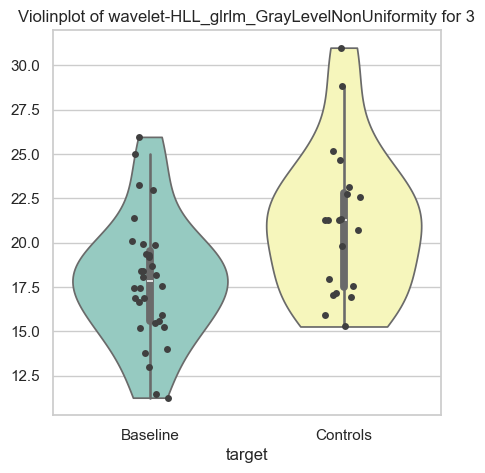 Violinplot of wavelet-HLL_glrlm_GrayLevelNonUniformity for 3
30.0
27.5
25.0
22.5
20.0
17.5
15.0
12.5
Baseline
Controls
target